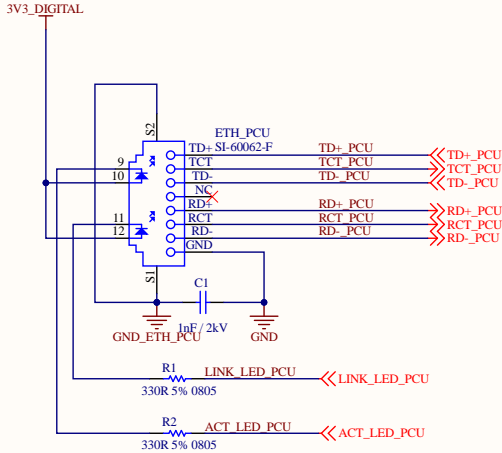 3V3_DIGITAL
S2
ETH_PCU
SI-60062-F
TD+ TD+_PCU TD+_PCU
9 TCT TCT_PCU TCT_PCU
10 TD- TD-_PCU TD-_PCU
NC
RD+ RD+_PCU RD+_PCU
11 RCT RCT_PCU RCT_PCU
12 RD- RD-_PCU RD-_PCU
GND
S1
C1
1nF / 2kV
GND_ETH_PCU GND
R1 LINK_LED_PCU LINK_LED_PCU
330R 5% 0805
R2 ACT_LED_PCU ACT_LED_PCU
330R 5% 0805